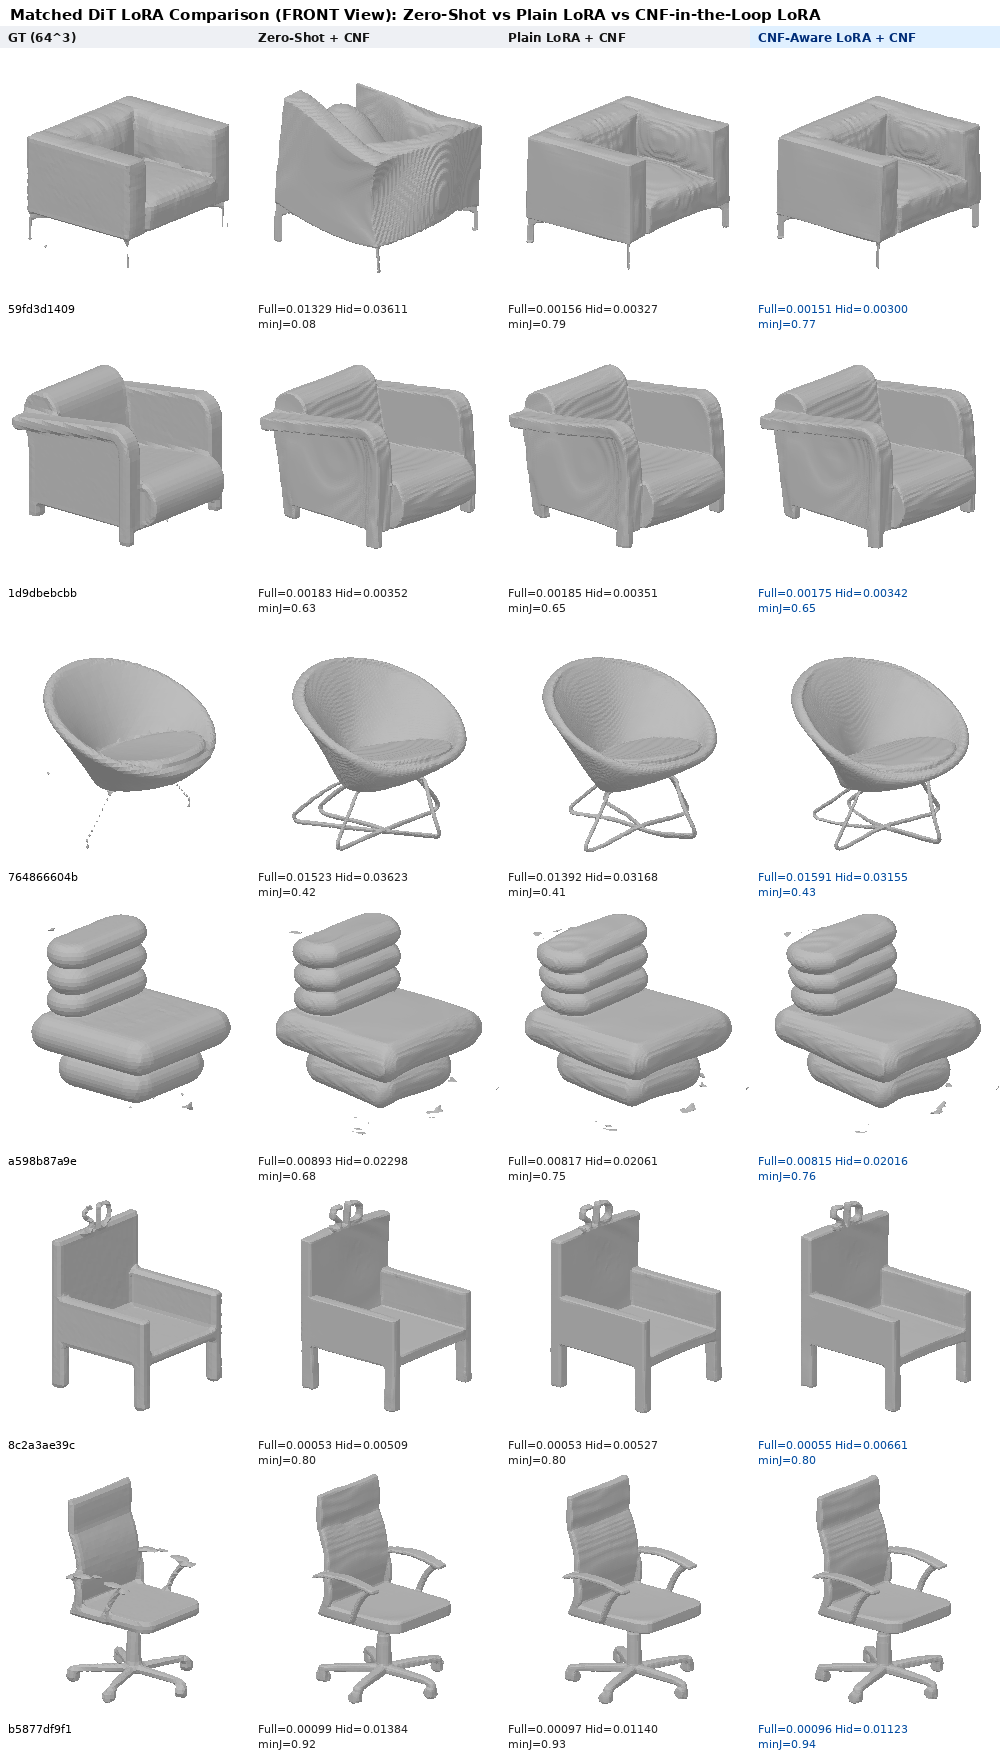 Matched DiT LoRA Comparison (FRONT View): Zero-Shot vs Plain LoRA vs CNF-in-the-Loop LoRA
GT (64^3) Zero-Shot + CNF Plain LoRA + CNF CNF-Aware LoRA + CNF
59fd3d1409 Full=0.01329 Hid=0.03611 Full=0.00156 Hid=0.00327 Full=0.00151 Hid=0.00300
minJ=0.08 minJ=0.79 minJ=0.77
1d9dbebcbb Full=0.00183 Hid=0.00352 Full=0.00185 Hid=0.00351 Full=0.00175 Hid=0.00342
minJ=0.63 minJ=0.65 minJ=0.65
764866604b Full=0.01523 Hid=0.03623 Full=0.01392 Hid=0.03168 Full=0.01591 Hid=0.03155
minJ=0.42 minJ=0.41 minJ=0.43
a598b87a9e Full=0.00893 Hid=0.02298 Full=0.00817 Hid=0.02061 Full=0.00815 Hid=0.02016
minJ=0.68 minJ=0.75 minJ=0.76
SD SD SD SD
8c2a3ae39c Full=0.00053 Hid=0.00509 Full=0.00053 Hid=0.00527 Full=0.00055 Hid=0.00661
minJ=0.80 minJ=0.80 minJ=0.80
b5877df9f1 Full=0.00099 Hid=0.01384 Full=0.00097 Hid=0.01140 Full=0.00096 Hid=0.01123
minJ=0.92 minJ=0.93 minJ=0.94